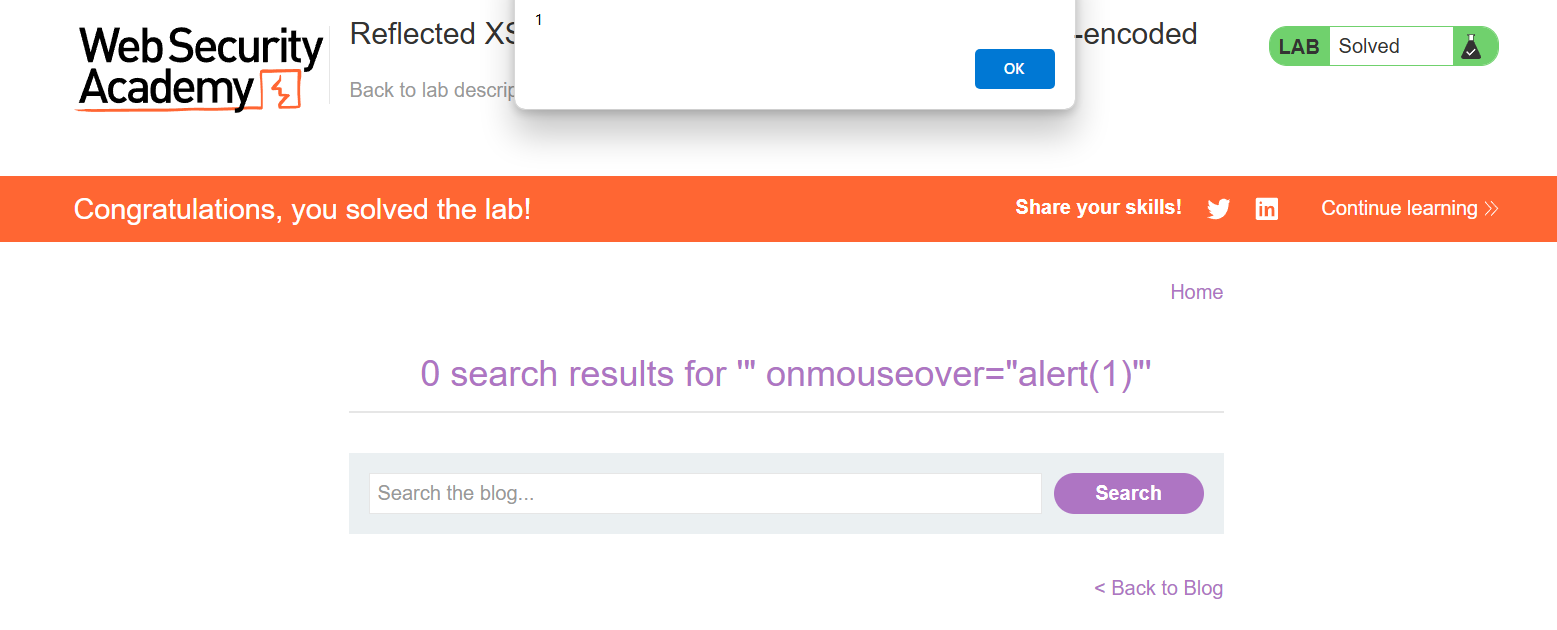 1
OK
Web Security
Academy
Reflected XS
-encoded
Back to lab descrip
LAB Solved
Congratulations, you solved the lab!
Share your skills!
Continue learning
Home
0 search results for '" onmouseover="alert(1)"'
Search the blog...
Search
< Back to Blog